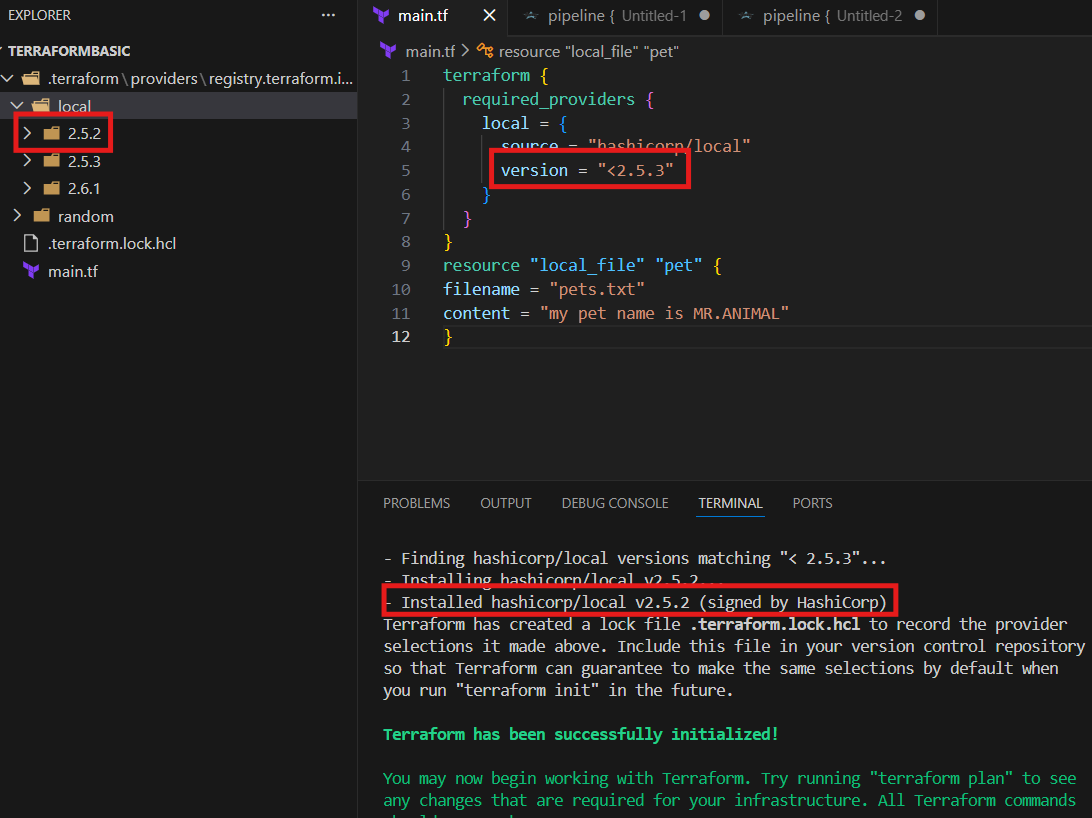 EXPLORER ...
TERRAFORMBASIC
.terraform\providers\registry.terraform.i...
local
2.5.2
2.5.3
2.6.1
random
.terraform.lock.hcl
main.tf
main.tf pipeline { Untitled-1 pipeline { Untitled-2
main.tf > resource "local_file" "pet"
1 terraform {
2 required_providers {
3 local = {
4 source = "hashicorp/local"
5 version = "<2.5.3"
6 }
7 }
8 }
9 resource "local_file" "pet" {
10 filename = "pets.txt"
11 content = "my pet name is MR.ANIMAL"
12 }
PROBLEMS OUTPUT DEBUG CONSOLE TERMINAL PORTS
- Finding hashicorp/local versions matching "< 2.5.3"...
- Installing hashicorp/local v2.5.2...
- Installed hashicorp/local v2.5.2 (signed by HashiCorp)
Terraform has created a lock file .terraform.lock.hcl to record the provider
selections it made above. Include this file in your version control repository
so that Terraform can guarantee to make the same selections by default when
you run "terraform init" in the future.
Terraform has been successfully initialized!
You may now begin working with Terraform. Try running "terraform plan" to see
any changes that are required for your infrastructure. All Terraform commands